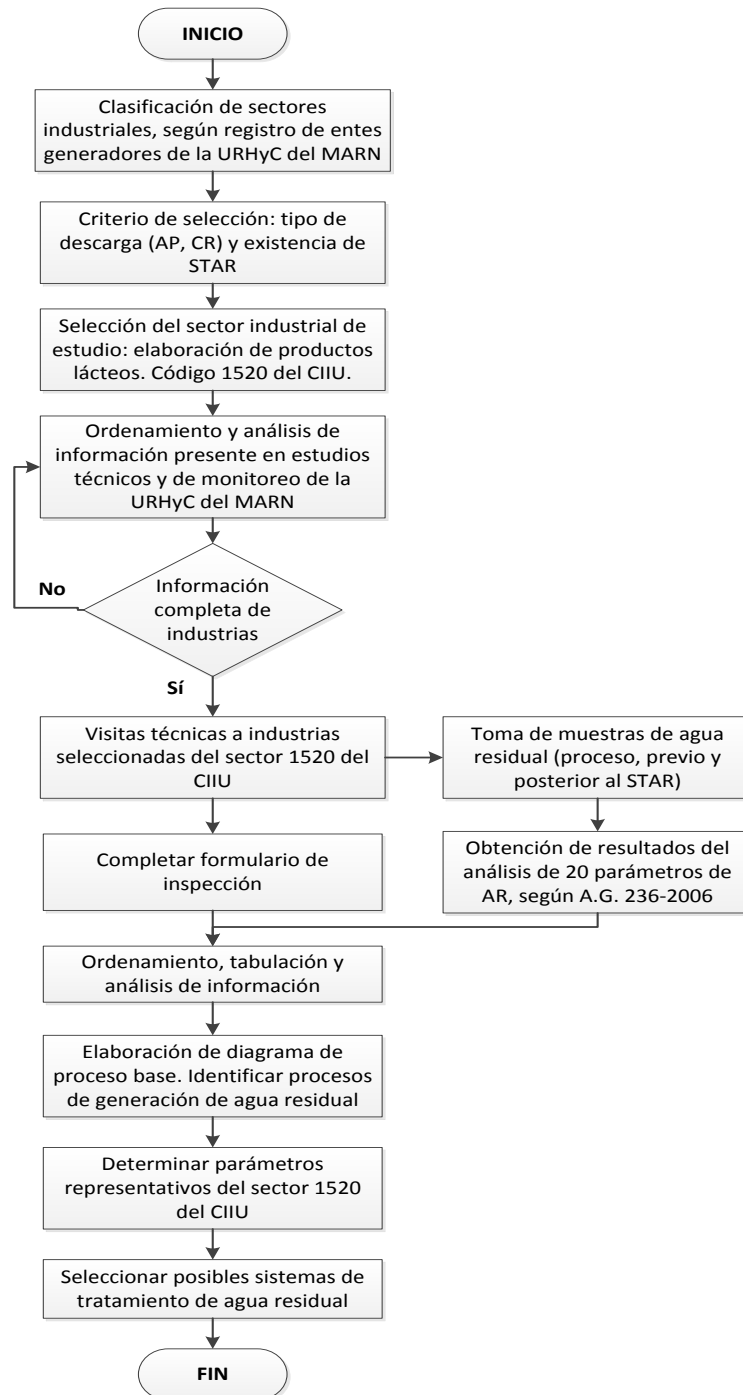 INICIO
Clasificación de sectores
industriales, según registro de entes
generadores de la URHyC del MARN
Criterio de selección: tipo de
descarga (AP, CR) y existencia de
STAR
Selección del sector industrial de
estudio: elaboración de productos
lácteos. Código 1520 del CIIU.
Ordenamiento y análisis de
información presente en estudios
técnicos y de monitoreo de la
URHyC del MARN
No
Información
completa de
industrias
Sí
Visitas técnicas a industrias
seleccionadas del sector 1520 del
CIIU
Toma de muestras de agua
residual (proceso, previo y
posterior al STAR)
Completar formulario de
inspección
Obtención de resultados del
análisis de 20 parámetros de
AR, según A.G. 236-2006
Ordenamiento, tabulación y
análisis de información
Elaboración de diagrama de
proceso base. Identificar procesos
de generación de agua residual
Determinar parámetros
representativos del sector 1520
del CIIU
Seleccionar posibles sistemas de
tratamiento de agua residual
FIN